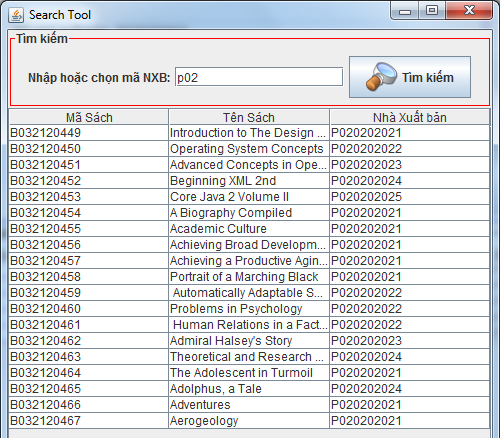 Search Tool
Tìm kiếm
Nhập hoặc chọn mã NXB: p02 Tìm kiếm
Mã Sách Tên Sách Nhà Xuất bản
B032120449 Introduction to The Design ... P020202021
B032120450 Operating System Concepts P020202022
B032120451 Advanced Concepts in Ope... P020202023
B032120452 Beginning XML 2nd P020202024
B032120453 Core Java 2 Volume II P020202025
B032120454 A Biography Compiled P020202021
B032120455 Academic Culture P020202021
B032120456 Achieving Broad Developm... P020202021
B032120457 Achieving a Productive Agin... P020202021
B032120458 Portrait of a Marching Black P020202021
B032120459 Automatically Adaptable S... P020202022
B032120460 Problems in Psychology P020202022
B032120461 Human Relations in a Fact... P020202022
B032120462 Admiral Halsey's Story P020202023
B032120463 Theoretical and Research ... P020202024
B032120464 The Adolescent in Turmoil P020202021
B032120465 Adolphus, a Tale P020202024
B032120466 Adventures P020202021
B032120467 Aerogeology P020202021